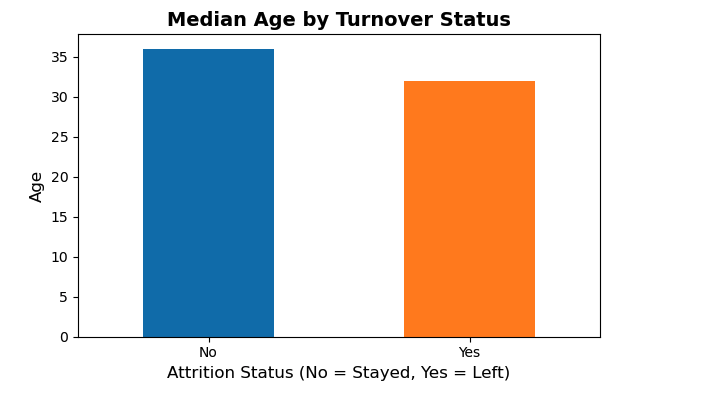 Median Age by Turnover Status
35
30
25
20
15
10
5
0
Age
No
Yes
Attrition Status (No = Stayed, Yes = Left)